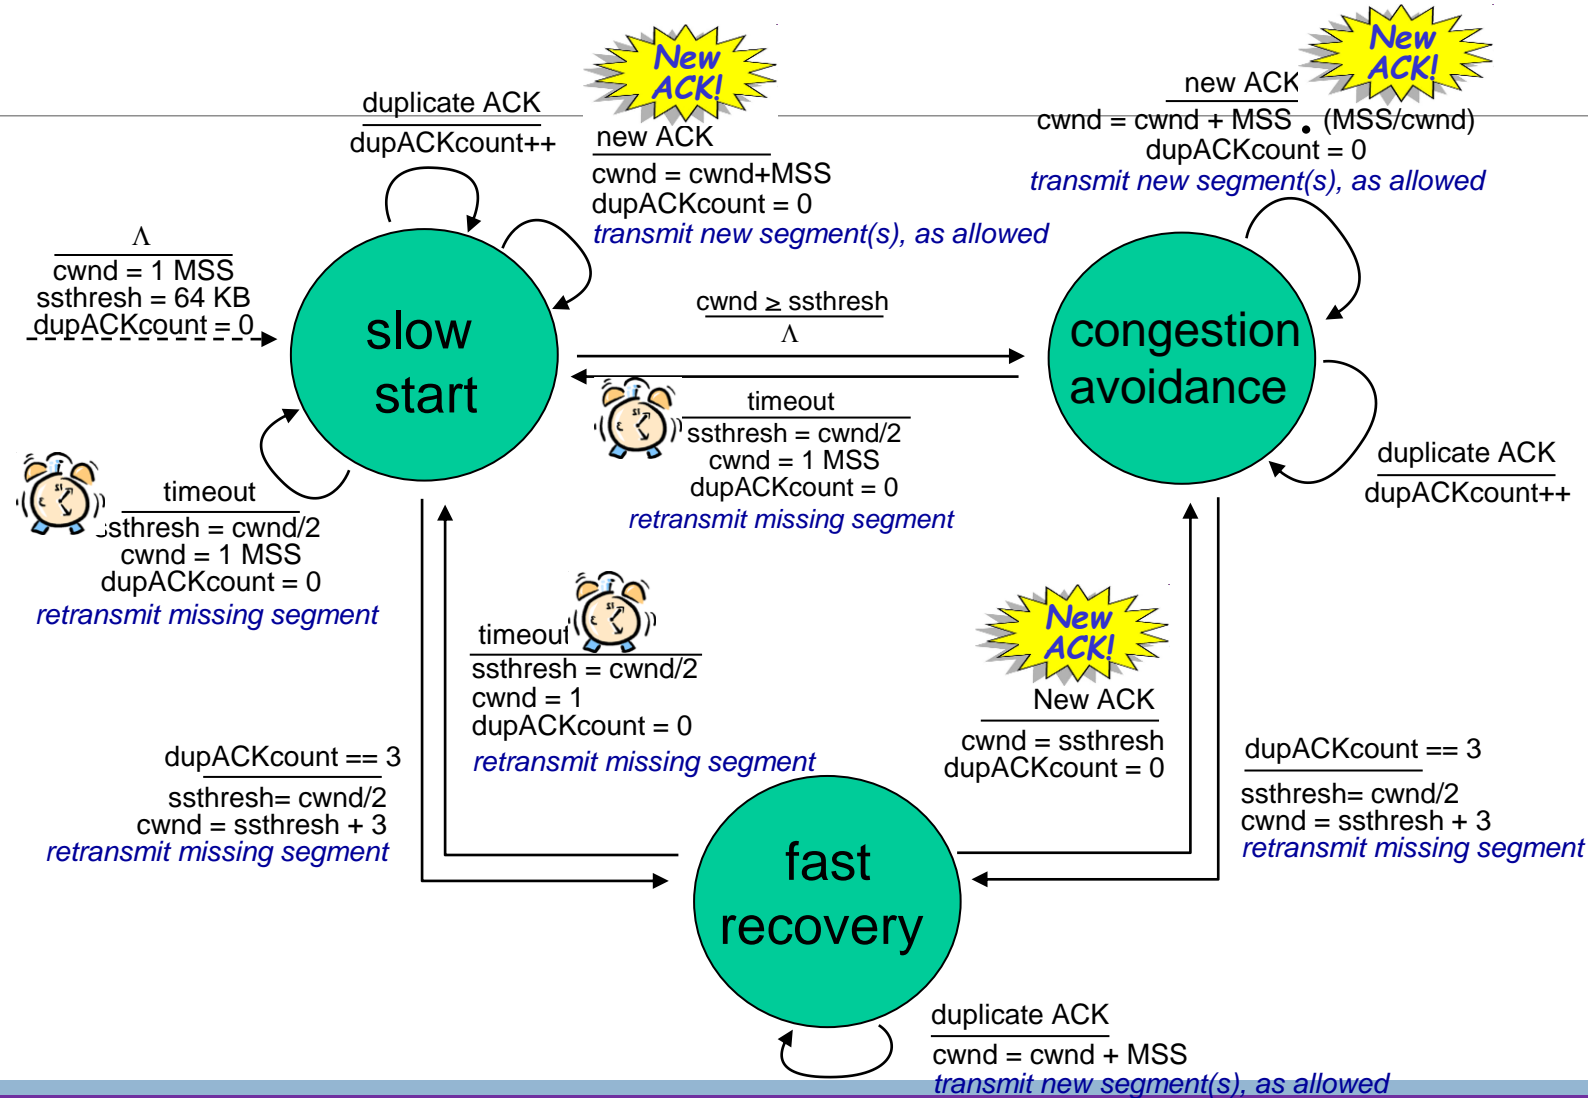 New
ACK!
duplicate ACK
dupACKcount++
new ACK
cwnd = cwnd+MSS
dupACKcount = 0
transmit new segment(s), as allowed
New
ACK!
new ACK
cwnd = cwnd + MSS • (MSS/cwnd)
dupACKcount = 0
transmit new segment(s), as allowed
Λ
cwnd = 1 MSS
ssthresh = 64 KB
dupACKcount = 0
slow
start
cwnd ≥ ssthresh
Λ
congestion
avoidance
timeout
ssthresh = cwnd/2
cwnd = 1 MSS
dupACKcount = 0
retransmit missing segment
duplicate ACK
dupACKcount++
timeout
ssthresh = cwnd/2
cwnd = 1 MSS
dupACKcount = 0
retransmit missing segment
timeout
ssthresh = cwnd/2
cwnd = 1
dupACKcount = 0
retransmit missing segment
New
ACK!
New ACK
cwnd = ssthresh
dupACKcount = 0
dupACKcount == 3
ssthresh= cwnd/2
cwnd = ssthresh + 3
retransmit missing segment
dupACKcount == 3
ssthresh= cwnd/2
cwnd = ssthresh + 3
retransmit missing segment
fast
recovery
duplicate ACK
cwnd = cwnd + MSS
transmit new segment(s), as allowed